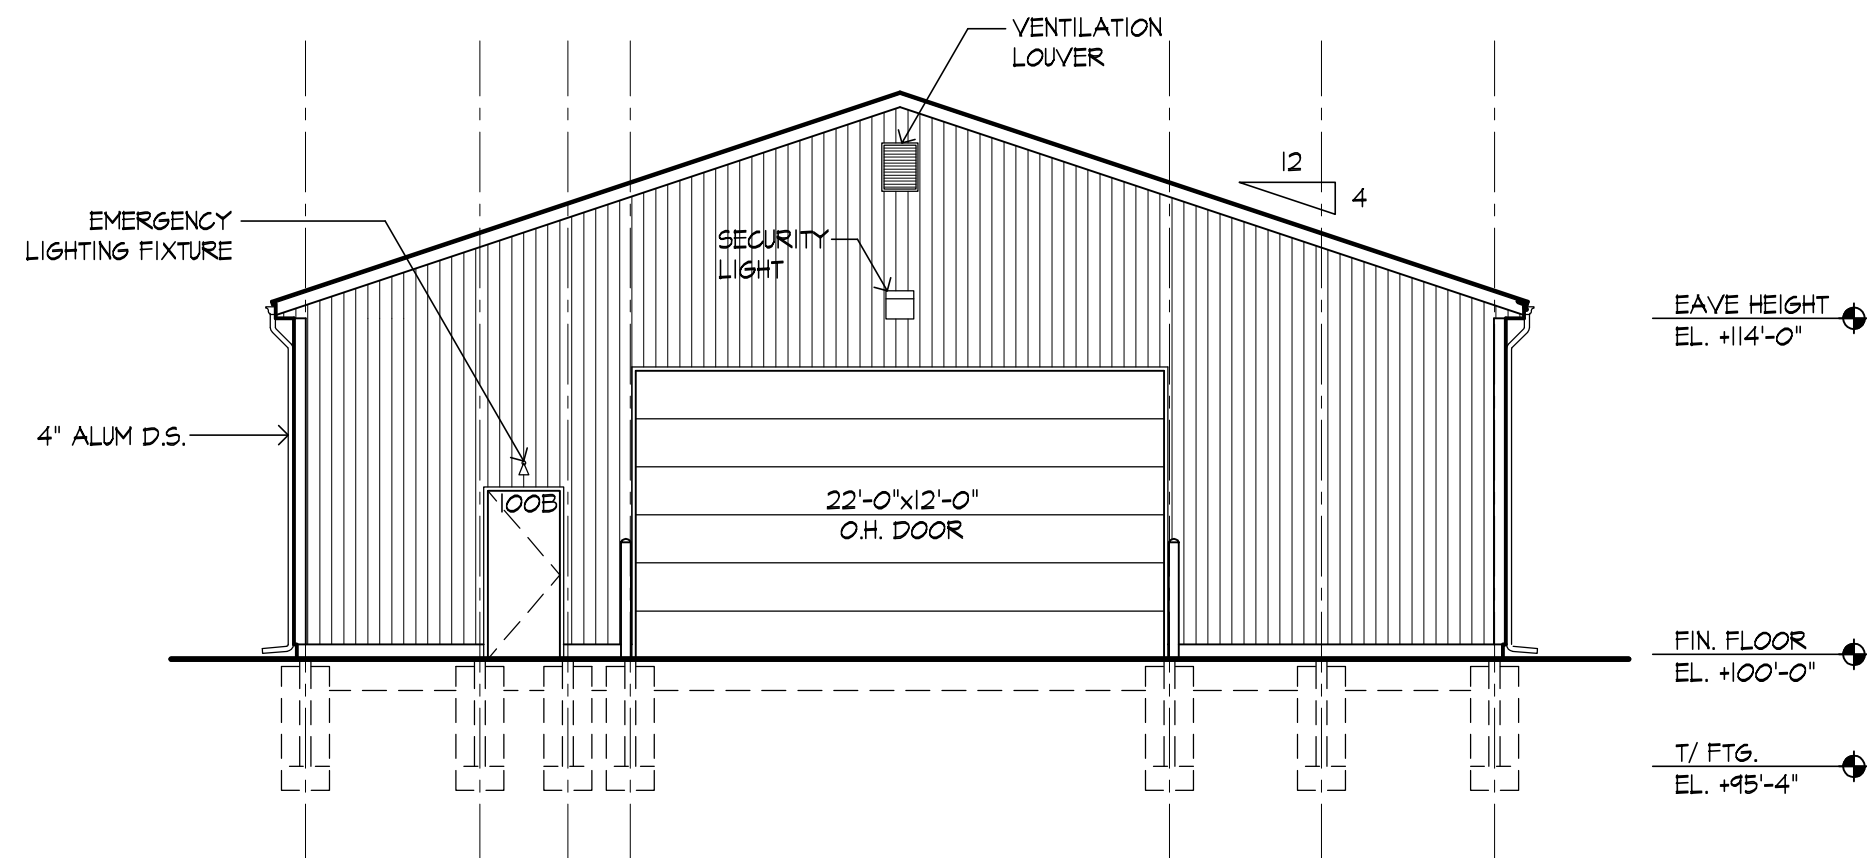 VENTILATION
LOUVER
12
4
EMERGENCY
LIGHTING FIXTURE
SECURITY
LIGHT
EAVE HEIGHT
EL. +114'-0"
4" ALUM D.S.
100B
22'-0"x12'-0"
O.H. DOOR
FIN. FLOOR
EL. +100'-0"
T/ FTG.
EL. +95'-4"